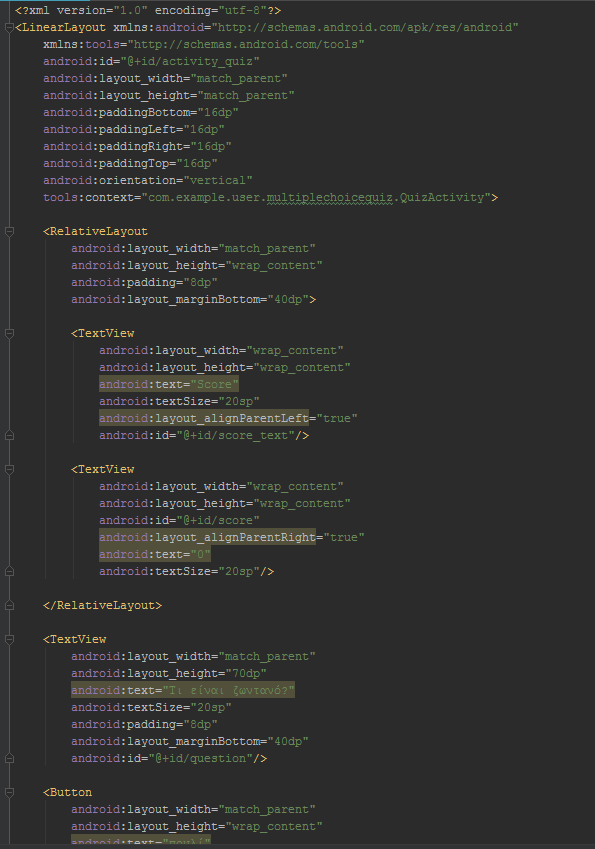 <?xml version="1.0" encoding="utf-8"?>
<LinearLayout xmlns:android="http://schemas.android.com/apk/res/android"
xmlns:tools="http://schemas.android.com/tools"
android:id="@+id/activity_quiz"
android:layout_width="match_parent"
android:layout_height="match_parent"
android:paddingBottom="16dp"
android:paddingLeft="16dp"
android:paddingRight="16dp"
android:paddingTop="16dp"
android:orientation="vertical"
tools:context="com.example.user.multiplechoicequiz.QuizActivity">
<RelativeLayout
android:layout_width="match_parent"
android:layout_height="wrap_content"
android:padding="8dp"
android:layout_marginBottom="40dp">
<TextView
android:layout_width="wrap_content"
android:layout_height="wrap_content"
android:text="Score"
android:textSize="20sp"
android:layout_alignParentLeft="true"
android:id="@+id/score_text"/>
<TextView
android:layout_width="wrap_content"
android:layout_height="wrap_content"
android:id="@+id/score"
android:layout_alignParentRight="true"
android:text="0"
android:textSize="20sp"/>
</RelativeLayout>
<TextView
android:layout_width="match_parent"
android:layout_height="70dp"
android:text="Τι είναι ζωντανό?"
android:textSize="20sp"
android:padding="8dp"
android:layout_marginBottom="40dp"
android:id="@+id/question"/>
<Button
android:layout_width="match_parent"
android:layout_height="wrap_content"
android:text="πουλί"